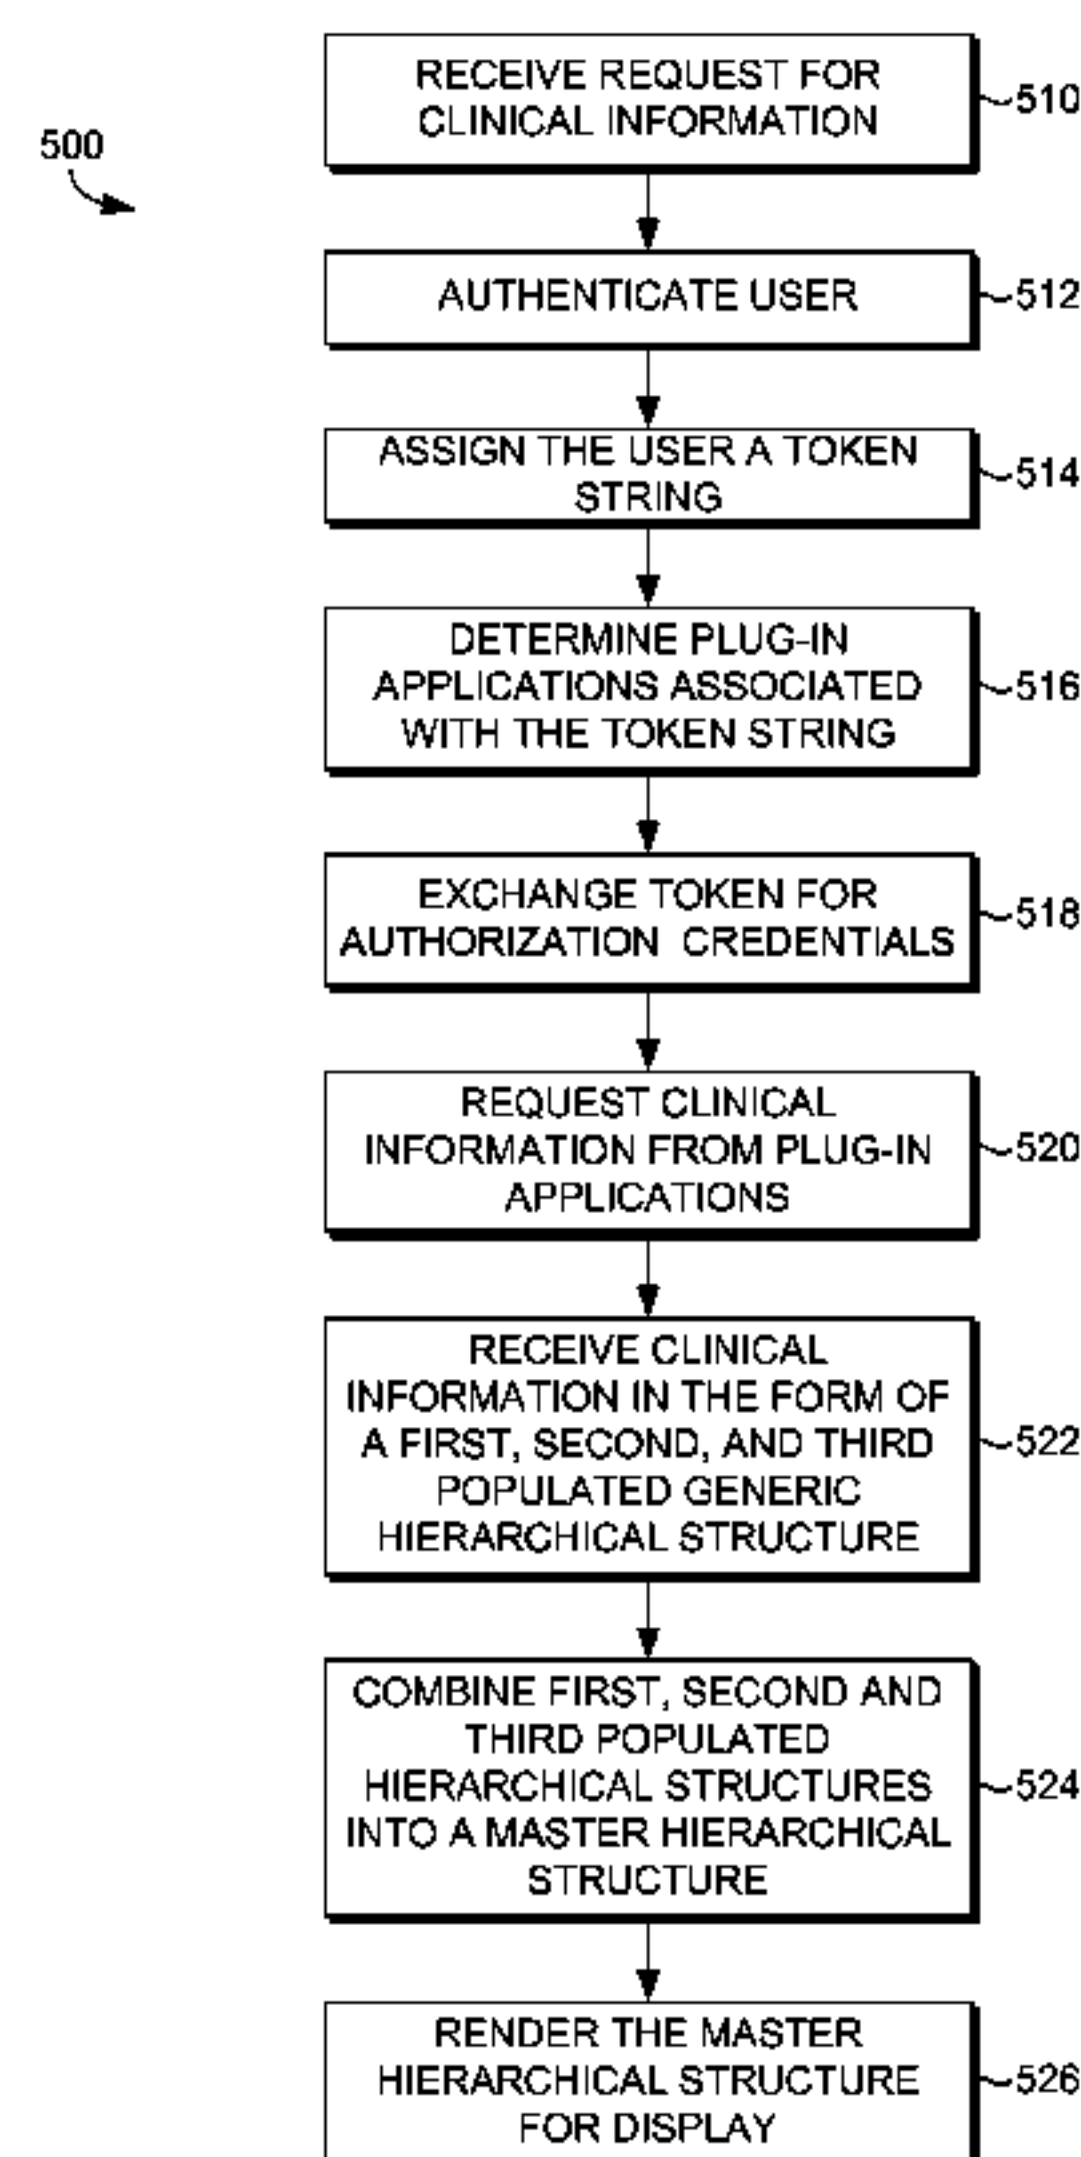 RECEIVE REQUEST FOR
CLINICAL INFORMATION
510
500
AUTHENTICATE USER
512
ASSIGN THE USER A TOKEN
STRING
514
DETERMINE PLUG-IN
APPLICATIONS ASSOCIATED
WITH THE TOKEN STRING
516
EXCHANGE TOKEN FOR
AUTHORIZATION CREDENTIALS
518
REQUEST CLINICAL
INFORMATION FROM PLUG-IN
APPLICATIONS
520
RECEIVE CLINICAL
INFORMATION IN THE FORM OF
A FIRST, SECOND, AND THIRD
POPULATED GENERIC
HIERARCHICAL STRUCTURE
522
COMBINE FIRST, SECOND AND
THIRD POPULATED
HIERARCHICAL STRUCTURES
INTO A MASTER HIERARCHICAL
STRUCTURE
524
RENDER THE MASTER
HIERARCHICAL STRUCTURE
FOR DISPLAY
526